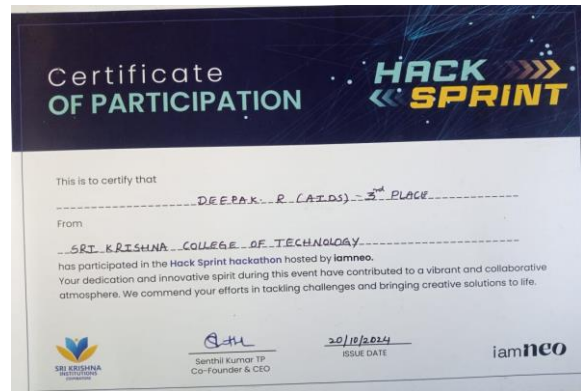 Certificate
OF PARTICIPATION
HACK
SPRINT
This is to certify that
DEEPAK. R (AIDS) - 3rd PLACE
From
SRI KRISHNA COLLEGE OF TECHNOLOGY
has participated in the Hack Sprint hackathon hosted by iamneo.
Your dedication and innovative spirit during this event have contributed to a vibrant and collaborative
atmosphere. We commend your efforts in tackling challenges and bringing creative solutions to life.
SRI KRISHNA
INSTITUTIONS
Senthil Kumar TP
Co-Founder & CEO
20/10/2024
ISSUE DATE
iamneo